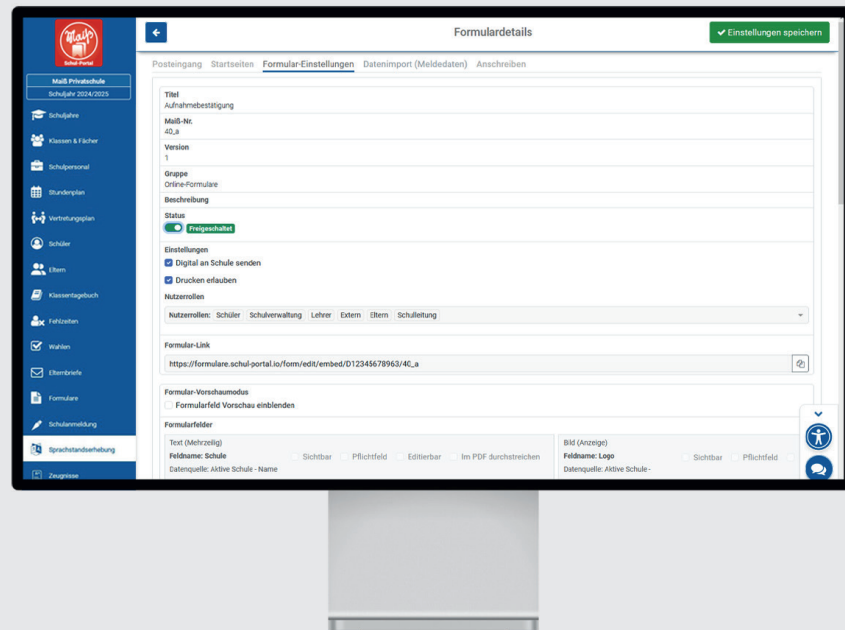 Maiß
Schul-Portal
Maiß Privatschule
Schuljahr 2024/2025
Schuljahre
Klassen & Fächer
Schulpersonal
Stundenplan
Vertretungsplan
Schüler
Eltern
Klassentagebuch
Fehlzeiten
Wahlen
Elternbriefe
Formulare
Schulanmeldung
Sprachstandserhebung
Zeugnisse
Formulardetails
Einstellungen speichern
Posteingang Startseiten Formular-Einstellungen Datenimport (Meldedaten) Anschreiben
Titel
Aufnahmebestätigung
Maiß-Nr.
40_a
Version
1
Gruppe
Online-Formulare
Beschreibung
Status
Freigeschaltet
Einstellungen
Digital an Schule senden
Drucken erlauben
Nutzerrollen
Nutzerrollen: Schüler Schulverwaltung Lehrer Extern Eltern Schulleitung
Formular-Link
https://formulare.schul-portal.io/form/edit/embed/D12345678963/40_a
Formular-Vorschaumodus
Formularfeld Vorschau einblenden
Formularfelder
Text (Mehrzeilig)
Feldname: Schule Sichtbar Pflichtfeld Editierbar Im PDF durchstreichen
Datenquelle: Aktive Schule - Name
Bild (Anzeige)
Feldname: Logo Sichtbar Pflichtfeld
Datenquelle: Aktive Schule -